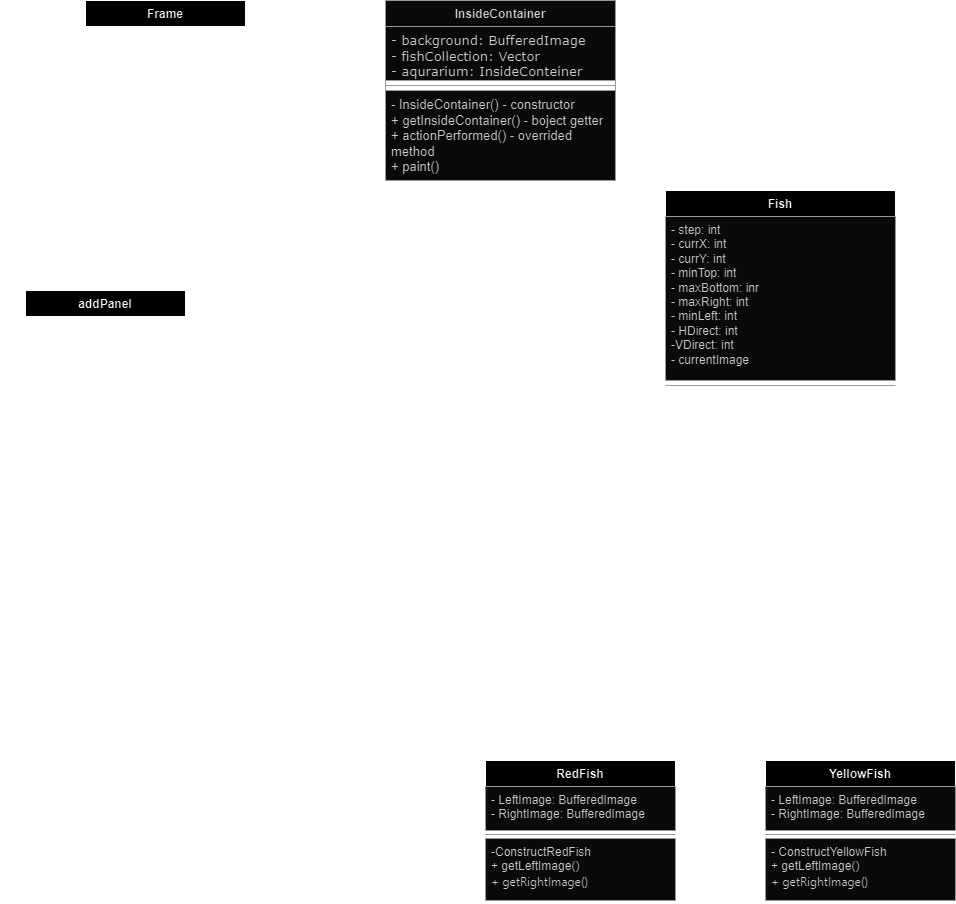 Frame
InsideContainer
- background: BufferedImage
- fishCollection: Vector
- aqurarium: InsideConteiner
- InsideContainer() - constructor
+ getInsideContainer() - boject getter
+ actionPerformed() - overrided
method
+ paint()
Fish
- step: int
- currX: int
- currY: int
- minTop: int
- maxBottom: inr
- maxRight: int
- minLeft: int
- HDirect: int
-VDirect: int
- currentImage
addPanel
RedFish
- LeftImage: BufferedImage
- RightImage: BufferedImage
-ConstructRedFish
+ getLeftImage()
+ getRightImage()
YellowFish
- LeftImage: BufferedImage
- RightImage: BufferedImage
- ConstructYellowFish
+ getLeftImage()
+ getRightImage()